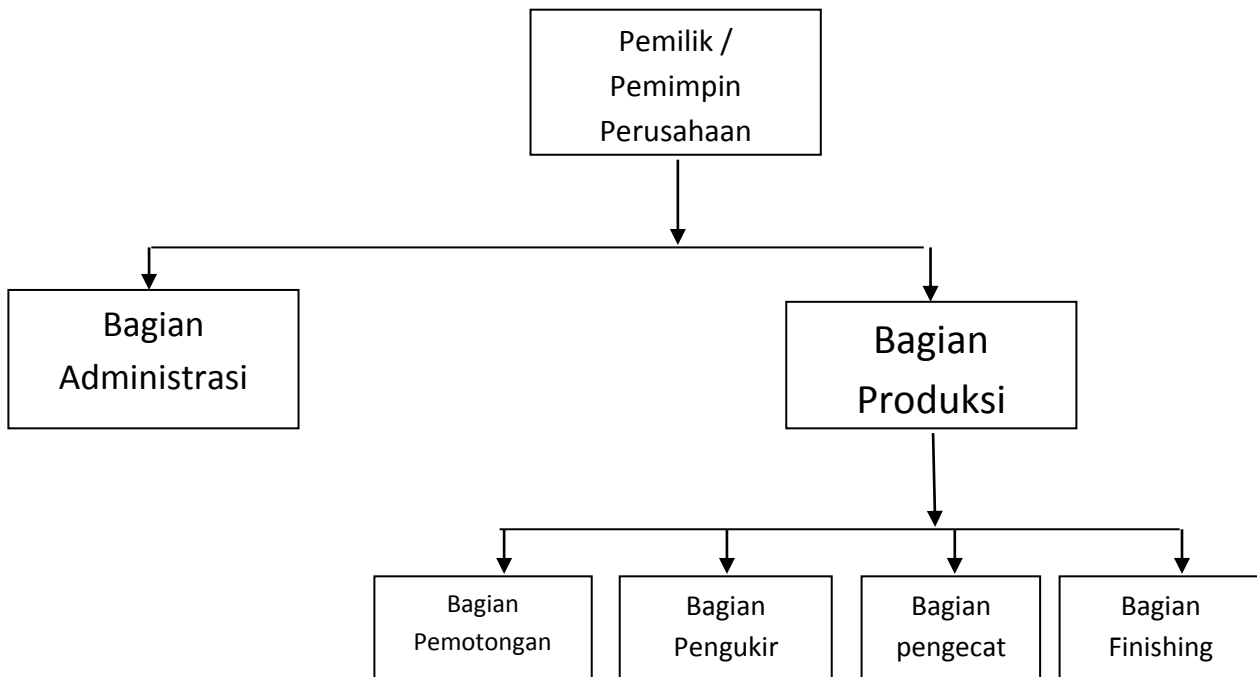 Pemilik /
Pemimpin
Perusahaan
Bagian
Administrasi
Bagian
Produksi
Bagian
Pemotongan
Bagian
Pengukir
Bagian
pengecat
Bagian
Finishing